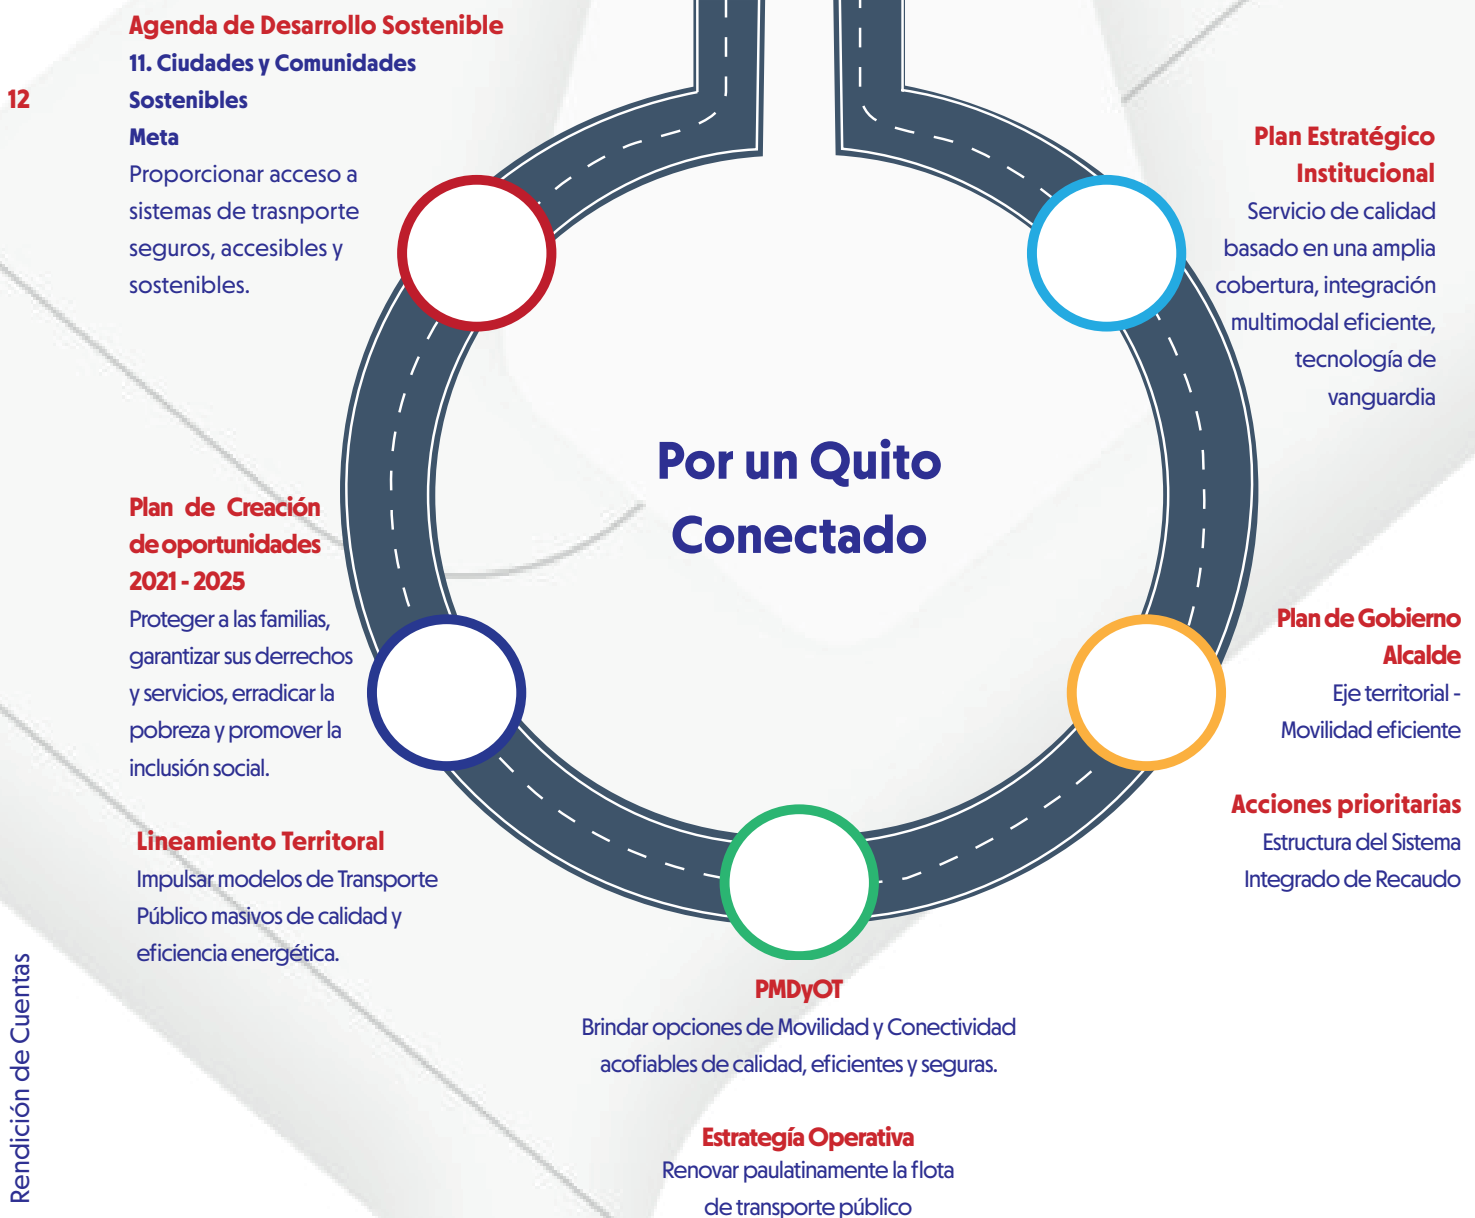 12
Agenda de Desarrollo Sostenible
11. Ciudades y Comunidades
Sostenibles
Meta
Proporcionar acceso a
sistemas de trasnporte
seguros, accesibles y
sostenibles.
Plan Estratégico
Institucional
Servicio de calidad
basado en una amplia
cobertura, integración
multimodal eficiente,
tecnología de
vanguardia
Por un Quito
Conectado
Plan de Creación
de oportunidades
2021 - 2025
Proteger a las familias,
garantizar sus derrechos
y servicios, erradicar la
pobreza y promover la
inclusión social.
Lineamiento Territoral
Impulsar modelos de Transporte
Público masivos de calidad y
eficiencia energética.
Plan de Gobierno
Alcalde
Eje territorial -
Movilidad eficiente
Acciones prioritarias
Estructura del Sistema
Integrado de Recaudo
PMDyOT
Brindar opciones de Movilidad y Conectividad
acofiables de calidad, eficientes y seguras.
Estrategía Operativa
Renovar paulatinamente la flota
de transporte público
Rendición de Cuentas